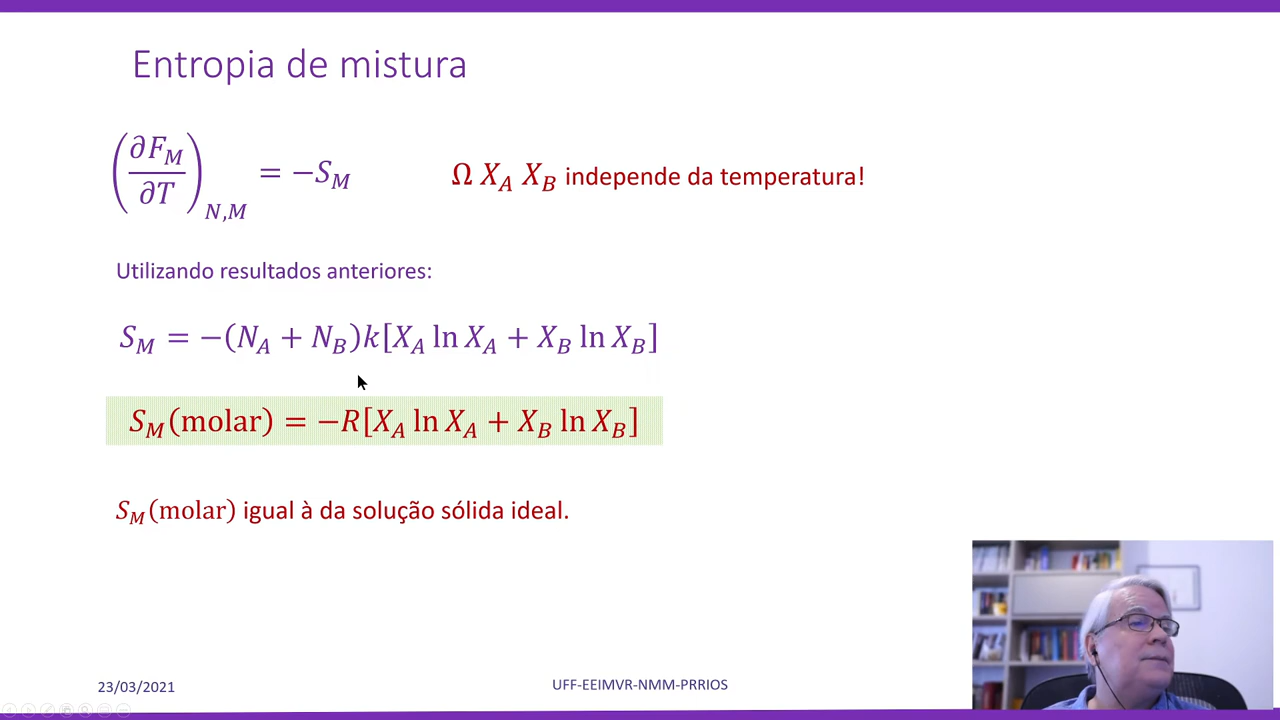 Entropia de mistura
(∂F_M/∂T)_{N,M} = −S_M
Ω X_A X_B independe da temperatura!
Utilizando resultados anteriores:
S_M = −(N_A + N_B)k[X_A ln X_A + X_B ln X_B]
S_M(molar) = −R[X_A ln X_A + X_B ln X_B]
S_M(molar) igual à da solução sólida ideal.
23/03/2021
UFF-EEIMVR-NMM-PRRIOS